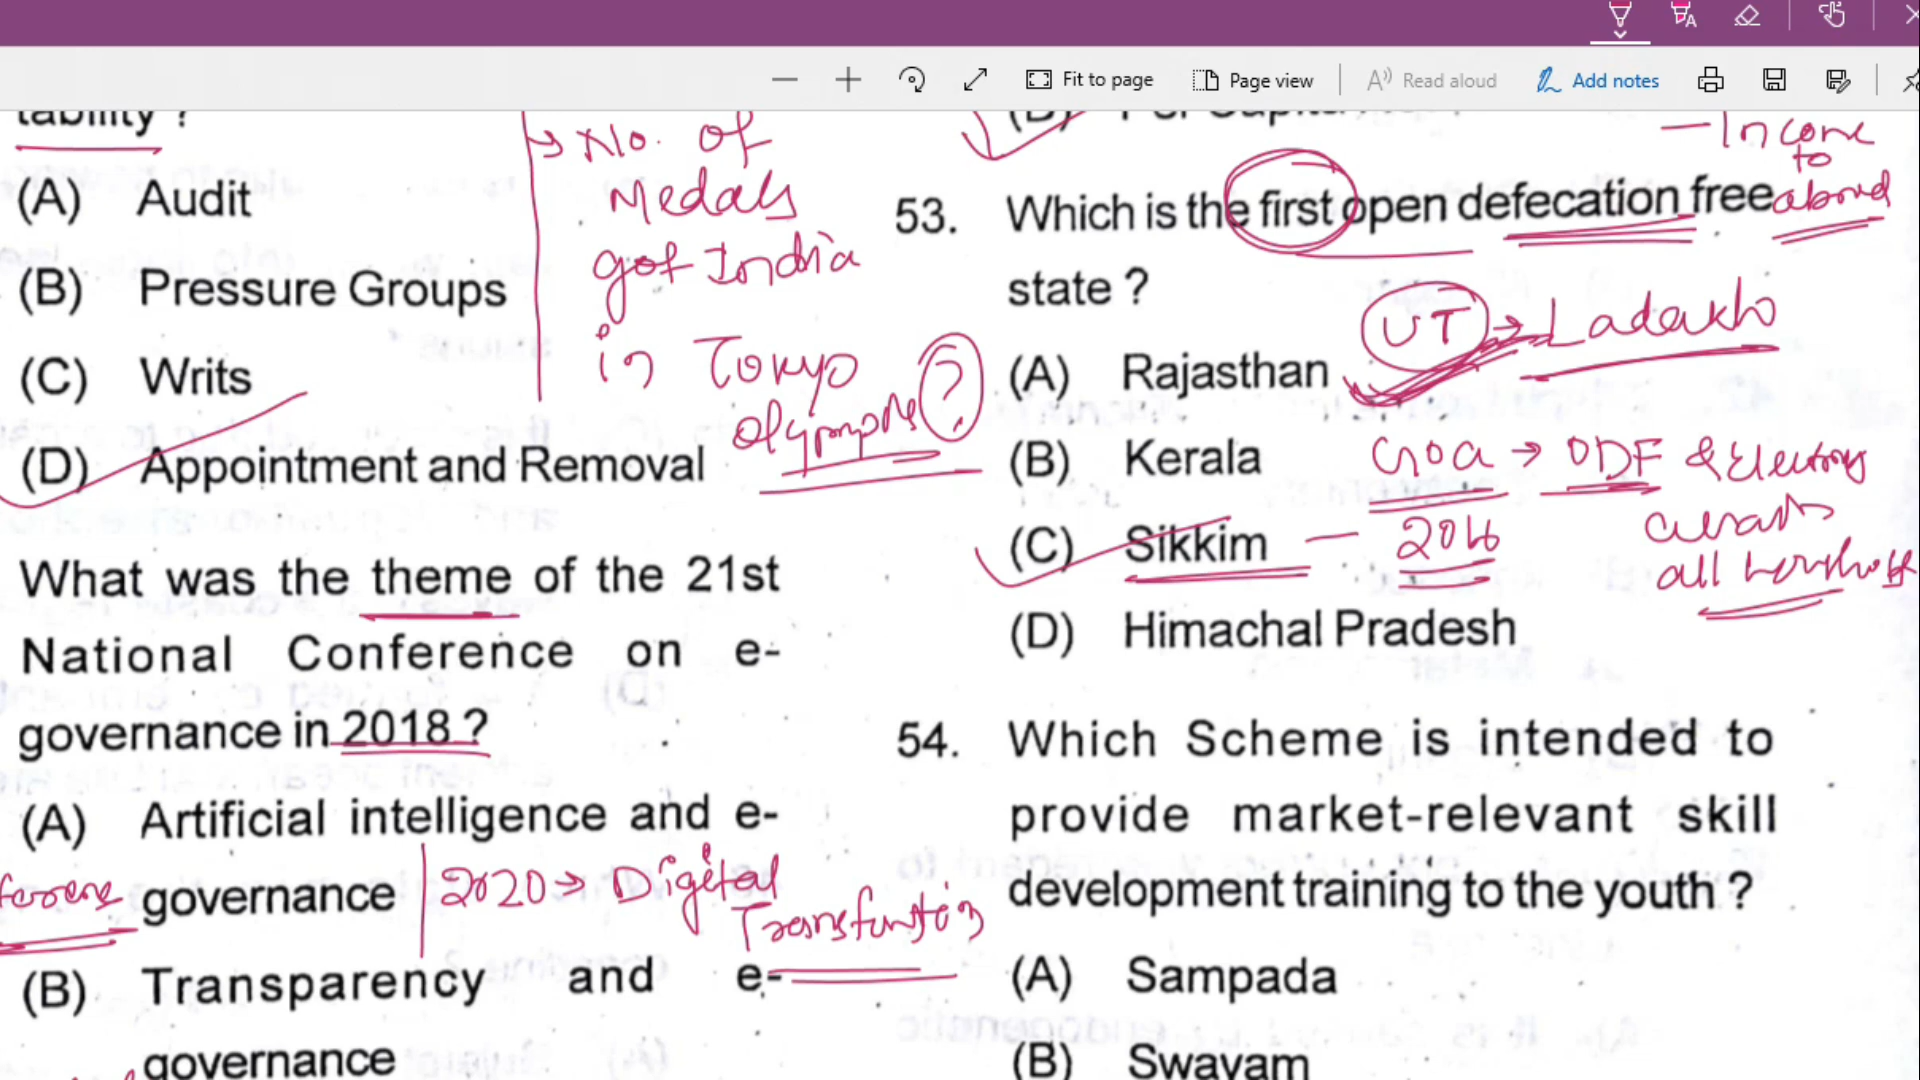 Fit to page
Page view
Read aloud
Add notes
tability ?
(A) Audit
(B) Pressure Groups
(C) Writs
(D) Appointment and Removal
→ No. of
Medals
got India
in Tokyo
?
What was the theme of the 21st
National Conference on e-
governance in 2018 ?
(A) Artificial intelligence and e-
governance
2020 → Digital
(B) Transparency and e-
governance
(B) Per Capita
— Income
to
53. Which is the first open defecation free
state ?
UT → Ladakh
(A) Rajasthan
(B) Kerala
Goa → ODF &
all
(C) Sikkim — 2016
(D) Himachal Pradesh
54. Which Scheme is intended to
provide market-relevant skill
development training to the youth ?
(A) Sampada
(B) Swayam